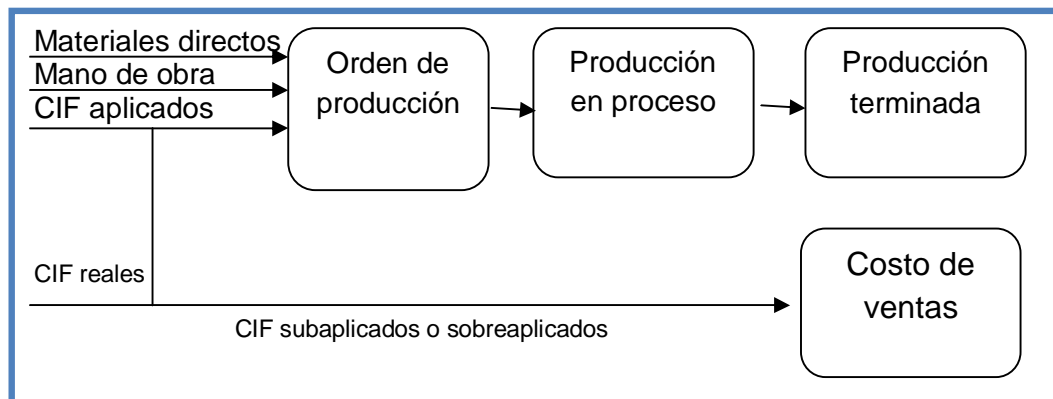 Materiales directos
Mano de obra
CIF aplicados
Orden de
producción
Producción
en proceso
Producción
terminada
CIF reales
CIF subaplicados o sobreaplicados
Costo de
ventas